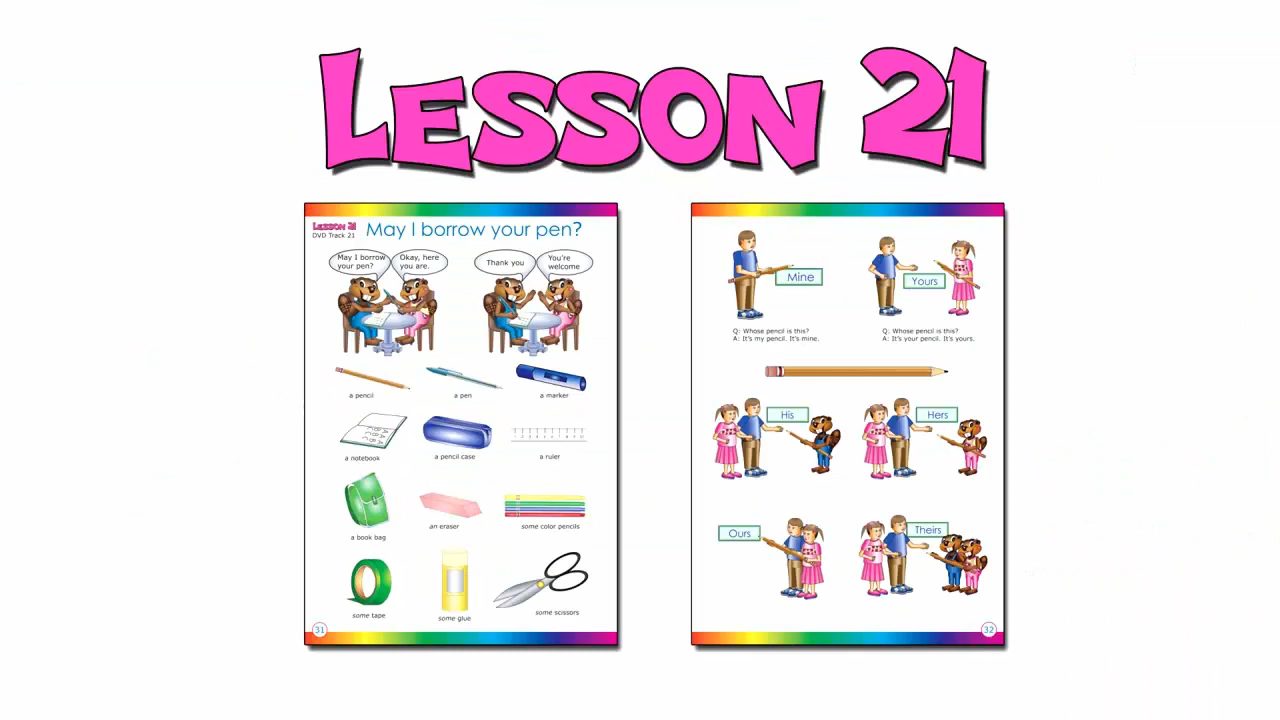 LESSON 21
LESSON 21
DVD Track 21
May I borrow your pen?
May I borrow
your pen?
Okay, here
you are.
Thank you
You're
welcome
a pencil
a pen
a marker
a notebook
a pencil case
a ruler
a book bag
an eraser
some color pencils
some tape
some glue
some scissors
31
Mine
Yours
Q: Whose pencil is this?
A: It's my pencil. It's mine.
Q: Whose pencil is this?
A: It's your pencil. It's yours.
His
Hers
Ours
Theirs
32